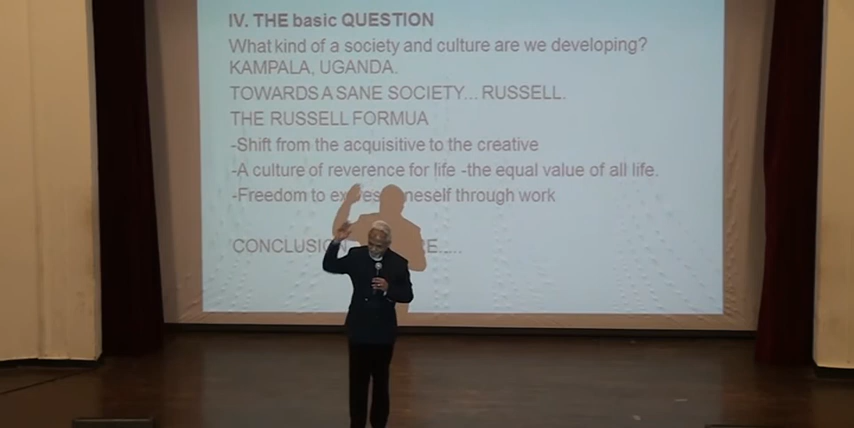 IV. THE basic QUESTION
What kind of a society and culture are we developing?
KAMPALA, UGANDA.
TOWARDS A SANE SOCIETY... RUSSELL.
THE RUSSELL FORMUA
-Shift from the acquisitive to the creative
-A culture of reverence for life -the equal value of all life.
-Freedom to oneself through work